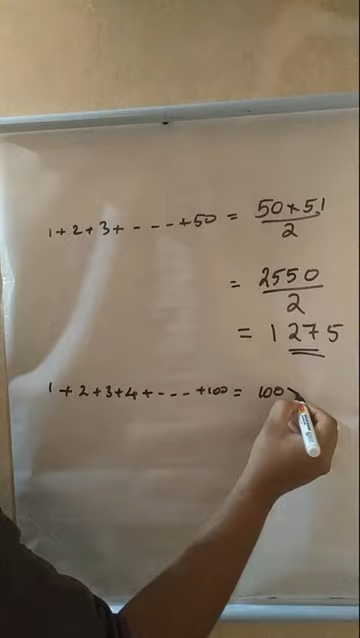 1+2+3+----+50 = 50×51/2
= 2550/2
= 1275
1+2+3+4+----+100 = 100×